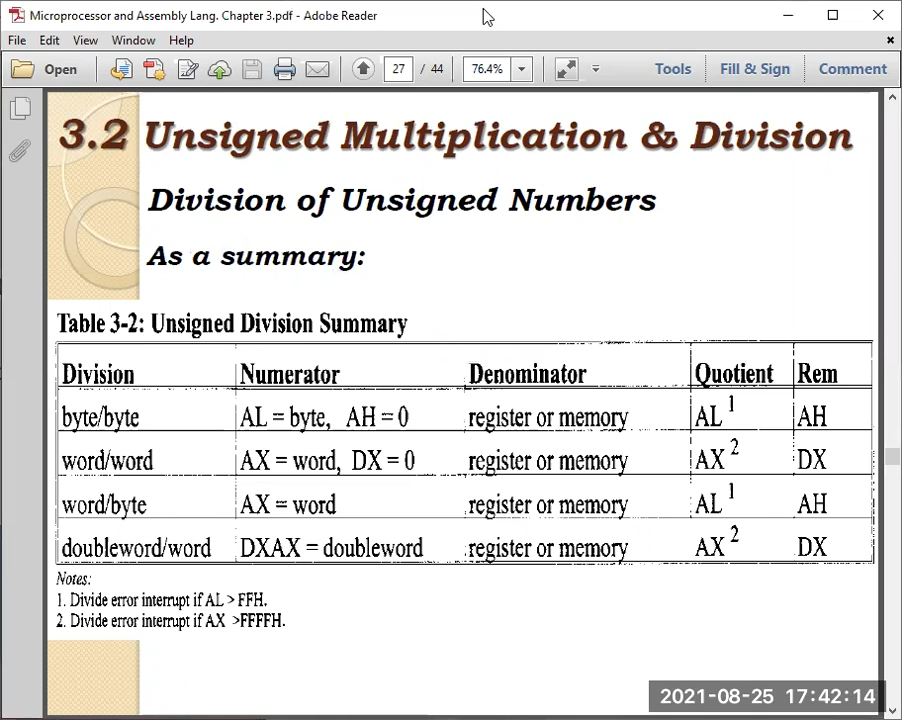 Microprocessor and Assembly Lang. Chapter 3.pdf - Adobe Reader
File Edit View Window Help
Open 27 / 44 76.4% Tools Fill & Sign Comment
3.2 Unsigned Multiplication & Division
Division of Unsigned Numbers
As a summary:
Table 3-2: Unsigned Division Summary
Division Numerator Denominator Quotient Rem
byte/byte AL = byte, AH = 0 register or memory AL 1 AH
word/word AX = word, DX = 0 register or memory AX 2 DX
word/byte AX = word register or memory AL 1 AH
doubleword/word DXAX = doubleword register or memory AX 2 DX
Notes:
1. Divide error interrupt if AL > FFH.
2. Divide error interrupt if AX >FFFFH.
2021-08-25 17:42:14